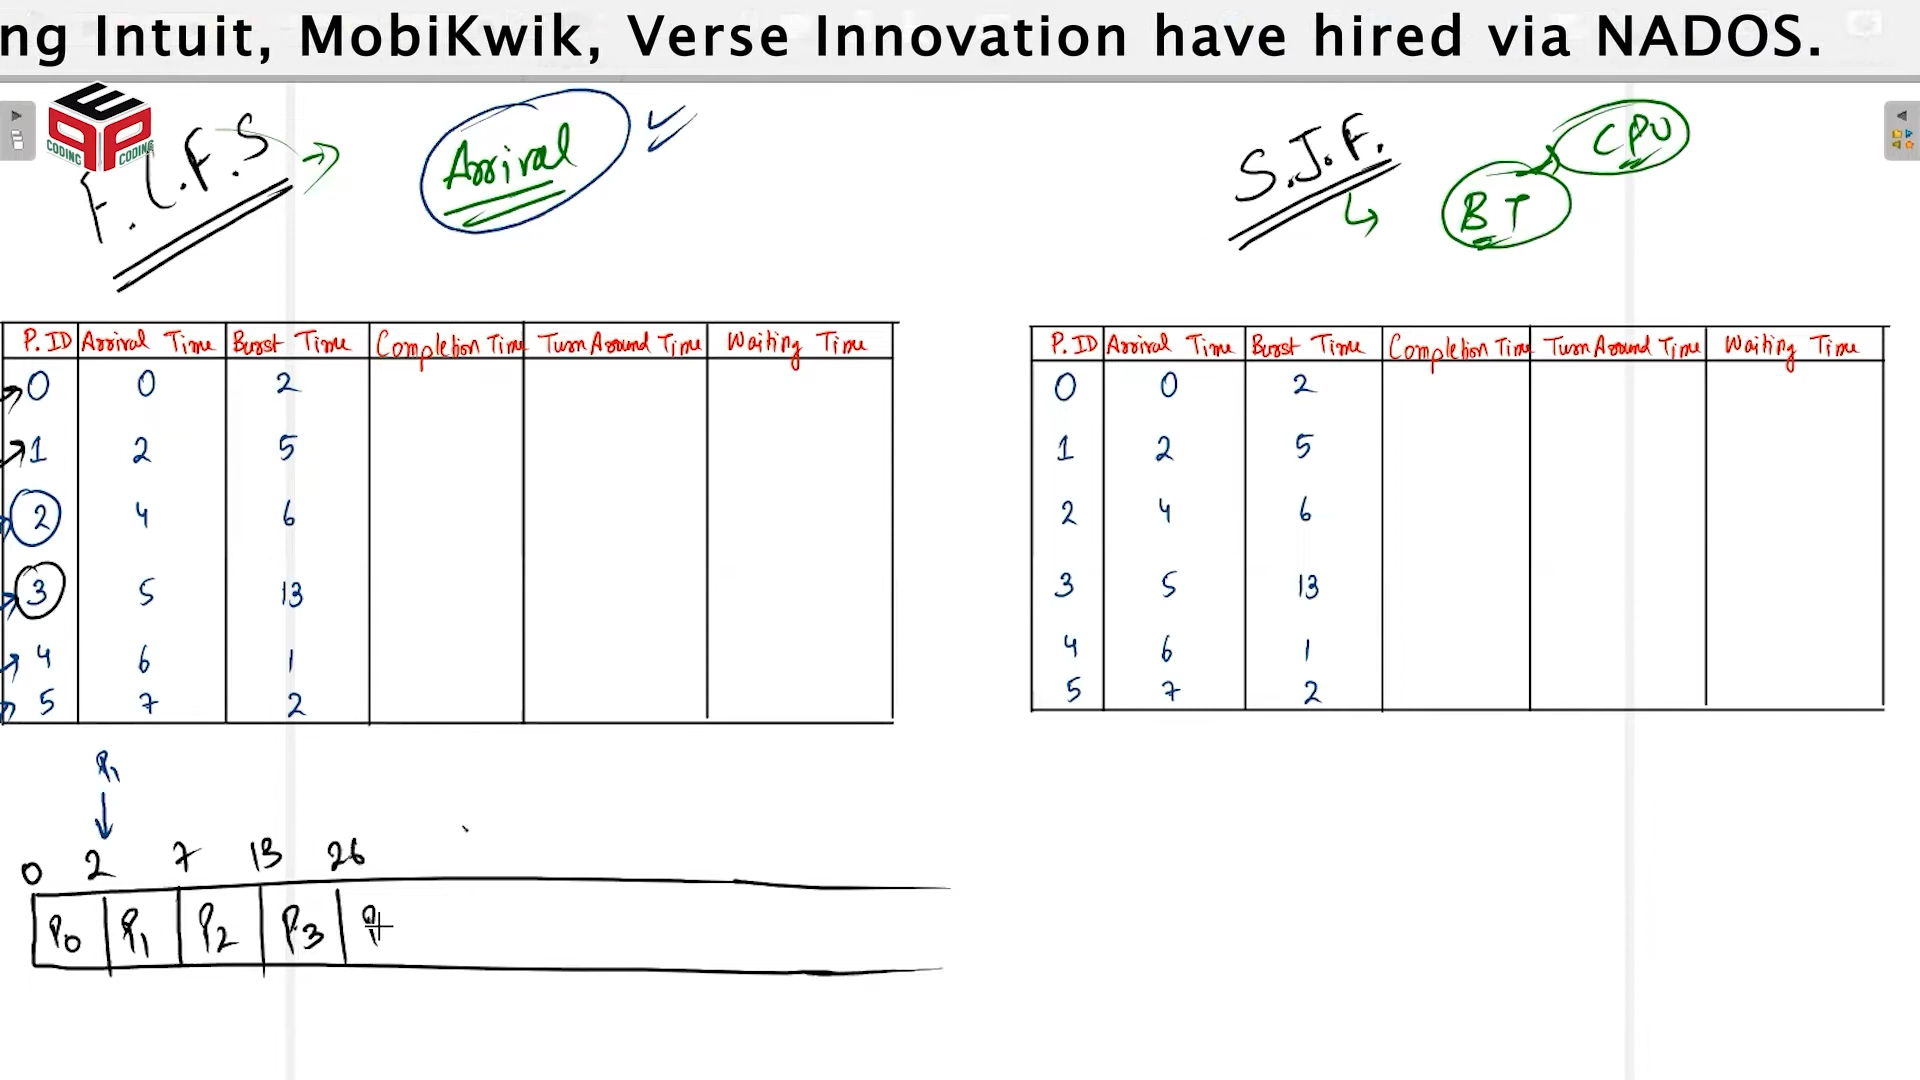 ng Intuit, MobiKwik, Verse Innovation have hired via NADOS.
PEP
CODING CODING
F.C.F.S → Arrival
S.J.F.
BT CPU
P.ID Arrival Time Burst Time Completion Time Turn Around Time Waiting Time
0 0 2
1 2 5
2 4 6
3 5 13
4 6 1
5 7 2
P.ID Arrival Time Burst Time Completion Time Turn Around Time Waiting Time
0 0 2
1 2 5
2 4 6
3 5 13
4 6 1
5 7 2
P1
0 2 7 13 26
P0 P1 P2 P3